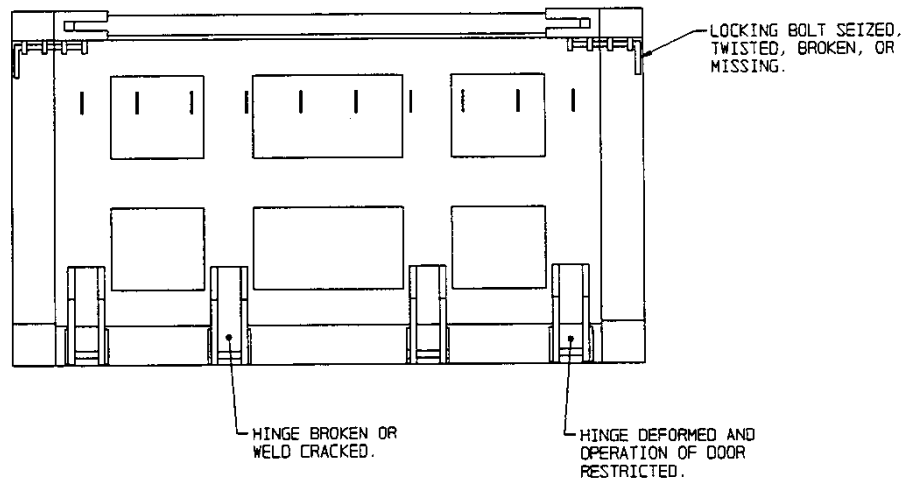 LOCKING BOLT SEIZED,
TWISTED, BROKEN, OR
MISSING.
HINGE BROKEN OR
WELD CRACKED.
HINGE DEFORMED AND
OPERATION OF DOOR
RESTRICTED.